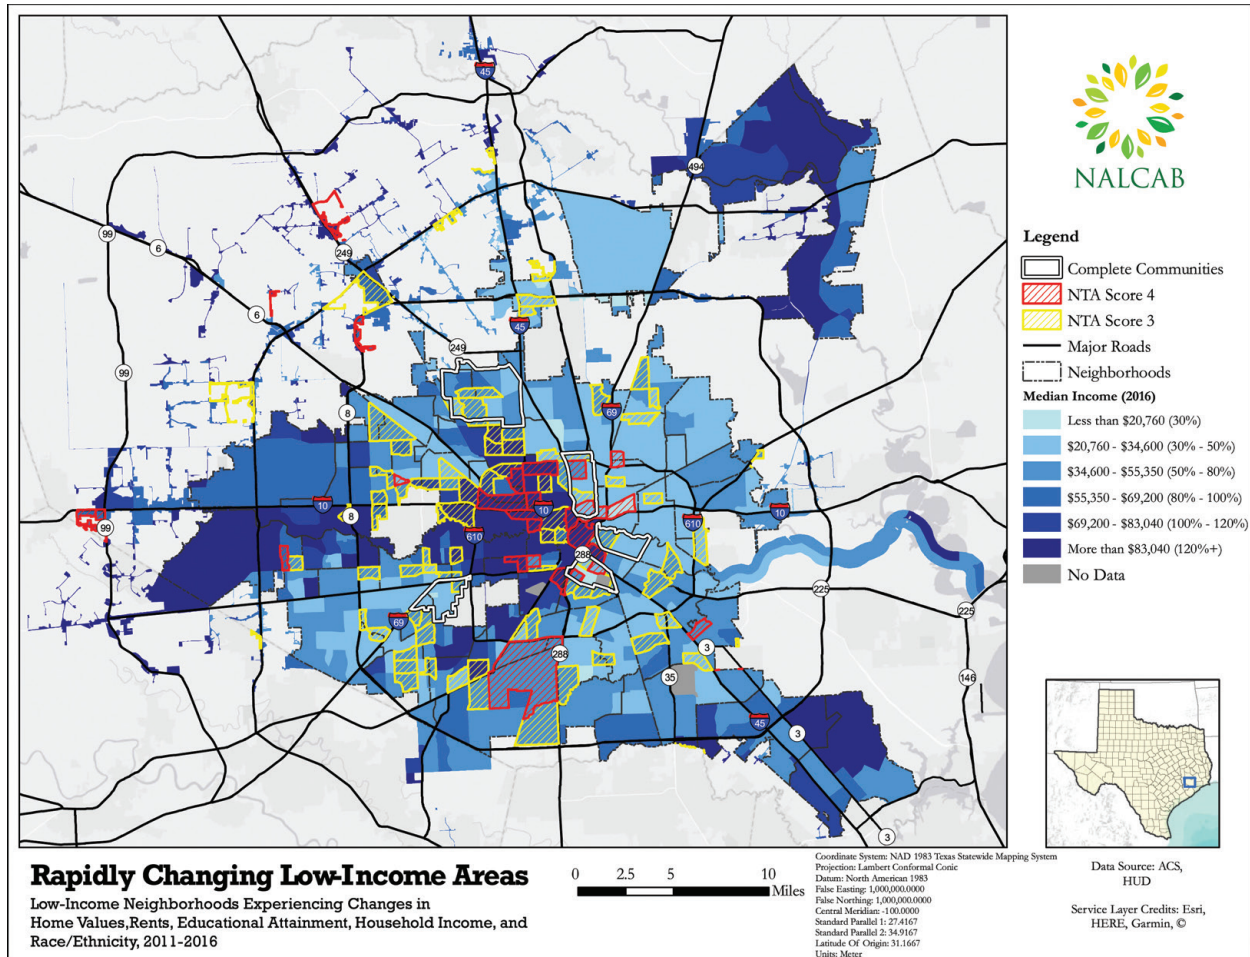 45
494
99
6
249
6
45
249
99
69
8
10
8
10
610
10
610
99
288
225
225
69
3
288
35
146
45
3
3
NALCAB
Legend
Complete Communities
NTA Score 4
NTA Score 3
Major Roads
Neighborhoods
Median Income (2016)
Less than $20,760 (30%)
$20,760 - $34,600 (30% - 50%)
$34,600 - $55,350 (50% - 80%)
$55,350 - $69,200 (80% - 100%)
$69,200 - $83,040 (100% - 120%)
More than $83,040 (120%+)
No Data
Rapidly Changing Low-Income Areas
Low-Income Neighborhoods Experiencing Changes in
Home Values,Rents, Educational Attainment, Household Income, and
Race/Ethnicity, 2011-2016
0 2.5 5 10
Miles
Coordinate System: NAD 1983 Texas Statewide Mapping System
Projection: Lambert Conformal Conic
Datum: North American 1983
False Easting: 1,000,000.0000
False Northing: 1,000,000.0000
Central Meridian: -100.0000
Standard Parallel 1: 27.4167
Standard Parallel 2: 34.9167
Latitude Of Origin: 31.1667
Units: Meter
Data Source: ACS,
HUD
Service Layer Credits: Esri,
HERE, Garmin, ©